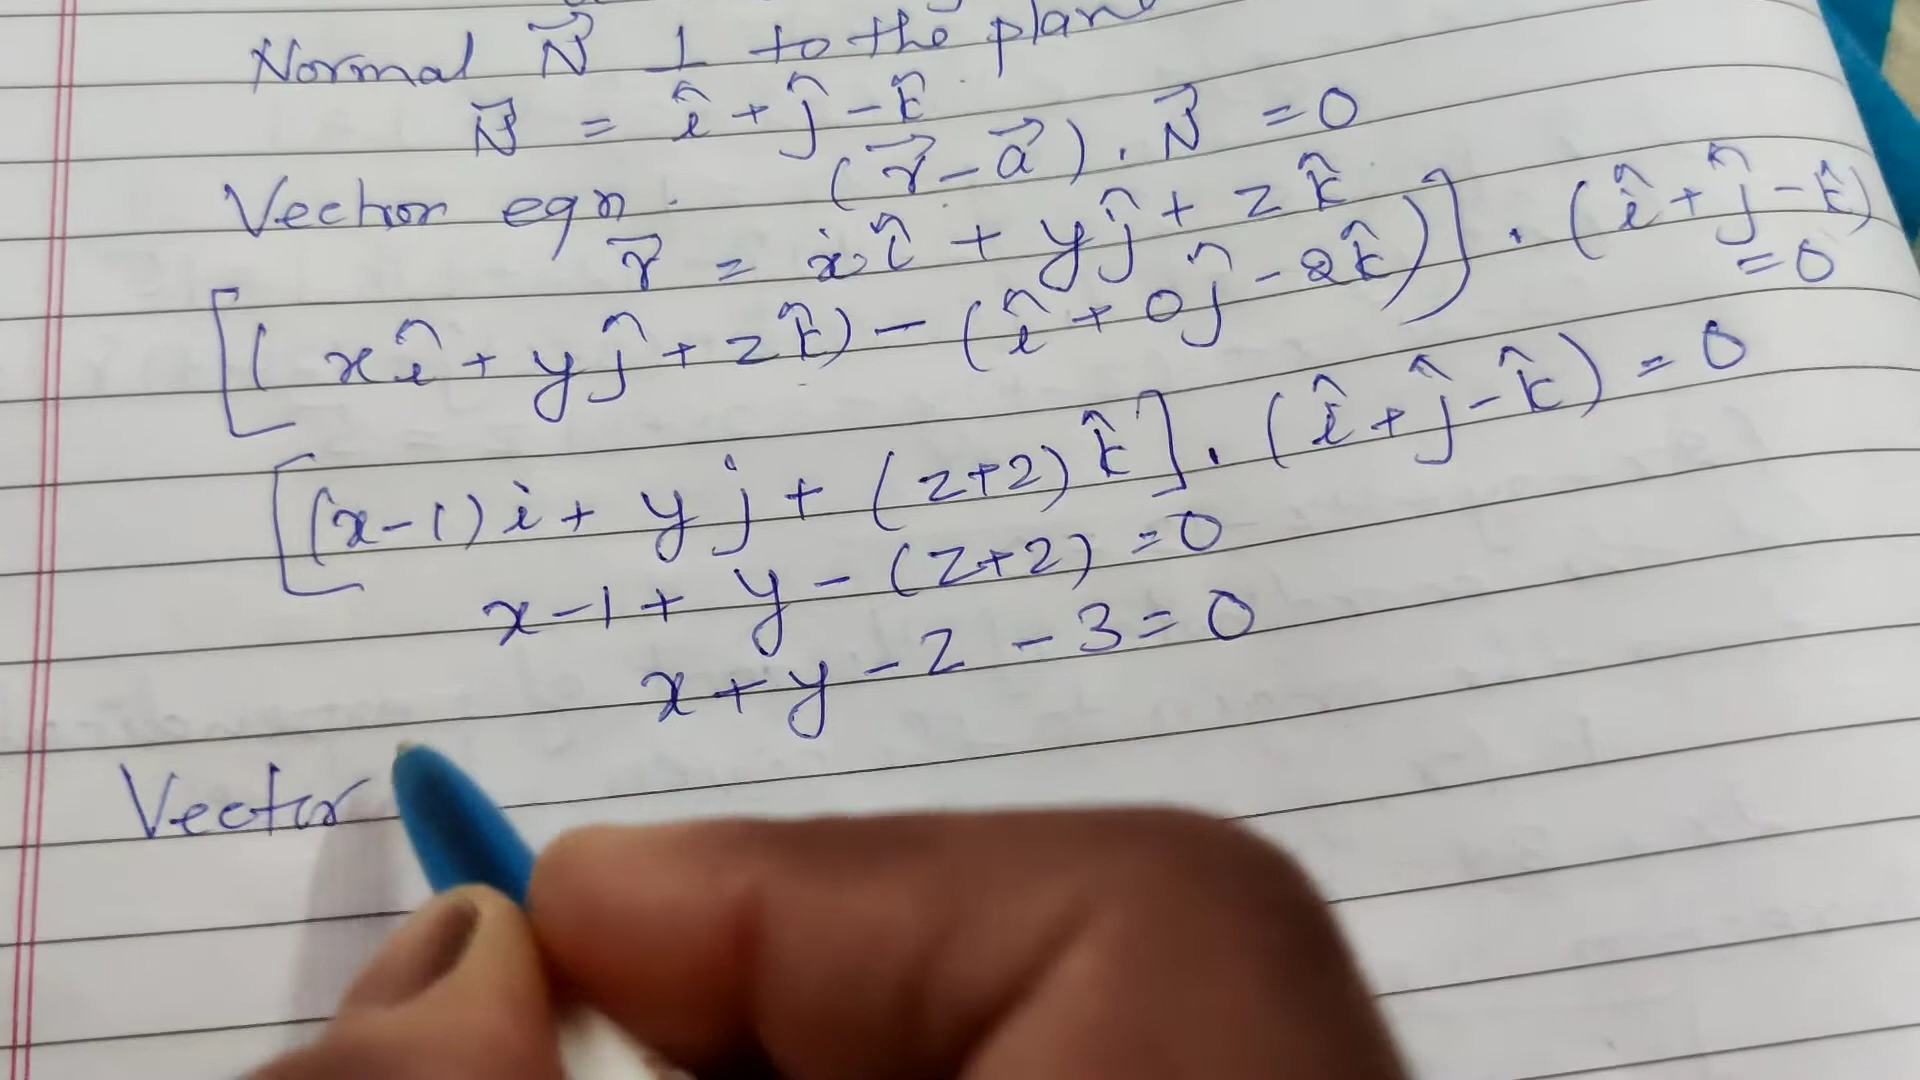 Normal N⃗ ⊥ to the plane
N⃗ = î + ĵ - k̂
Vector eqn. (r⃗ - a⃗) . N⃗ = 0
r⃗ = xî + yĵ + zk̂
[(xî + yĵ + zk̂) - (î + 0ĵ - 2k̂)] . (î + ĵ - k̂) = 0
[(x-1)i + yj + (z+2)k̂] . (î + ĵ - k̂) = 0
x-1 + y - (z+2) = 0
x + y - z - 3 = 0
Vector